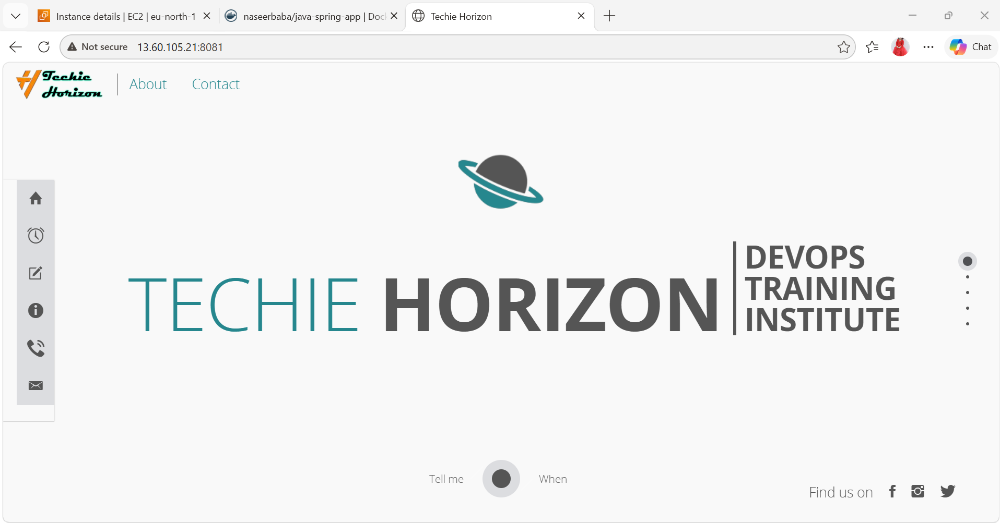 Instance details | EC2 | eu-north-1
naseerbaba/java-spring-app | Doc
Techie Horizon
Not secure
13.60.105.21:8081
Chat
Techie
Horizon
About
Contact
TECHIE HORIZON
DEVOPS
TRAINING
INSTITUTE
Tell me
When
Find us on